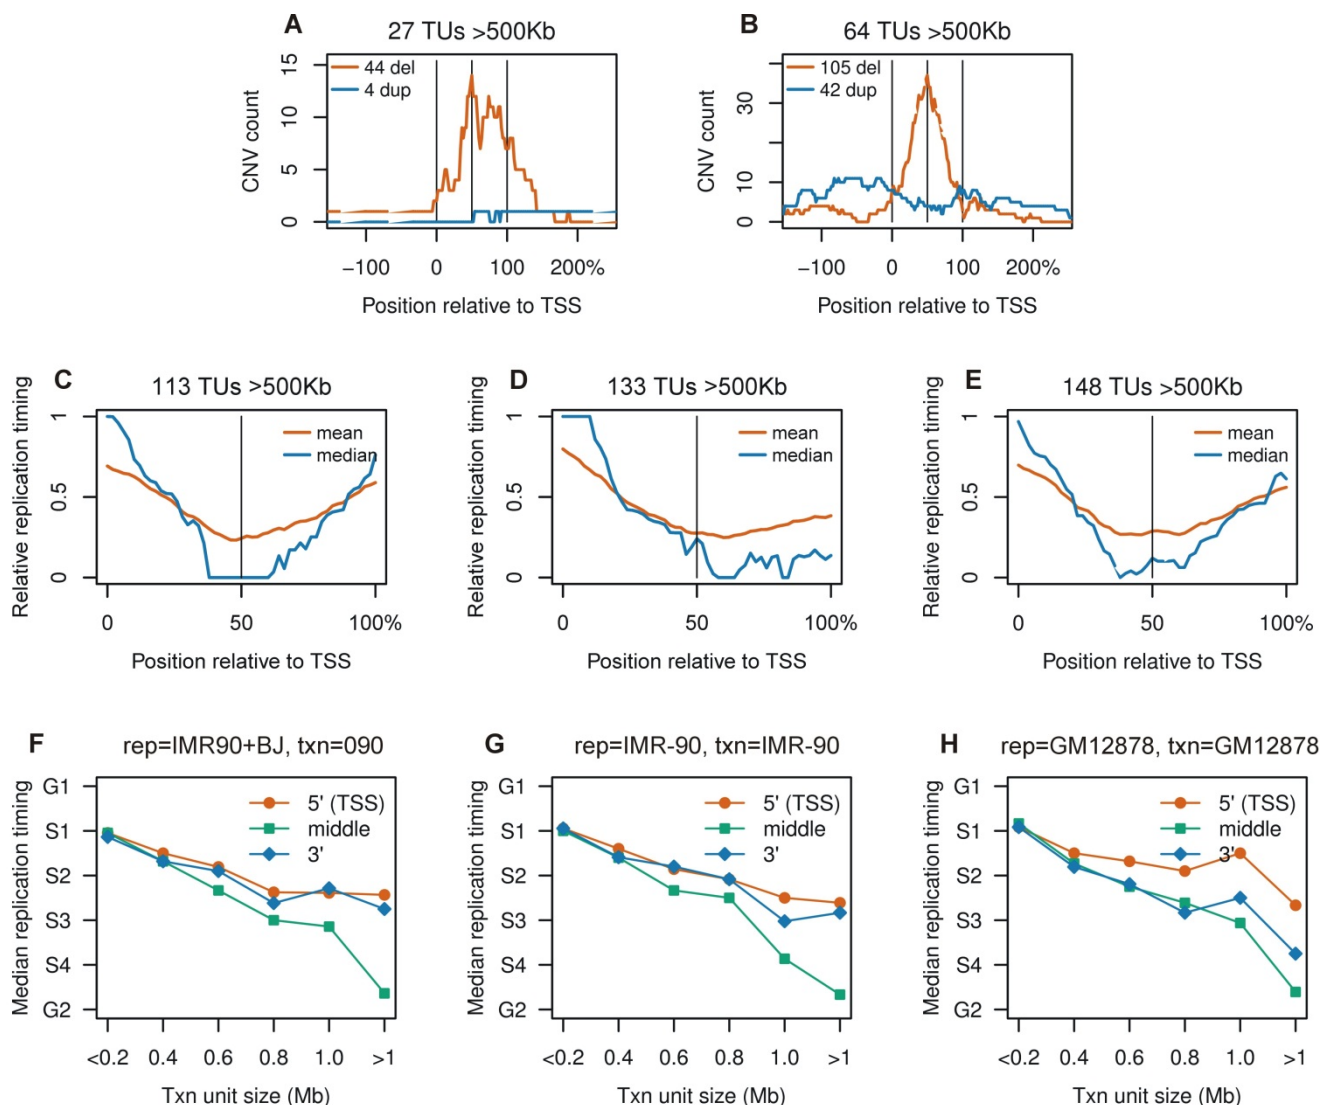 A
27 TUs >500Kb
44 del
4 dup
CNV count
15
10
5
0
−100 0 100 200%
Position relative to TSS
B
64 TUs >500Kb
105 del
42 dup
CNV count
30
10
0
−100 0 100 200%
Position relative to TSS
C
113 TUs >500Kb
mean
median
Relative replication timing
1
0.5
0
0 50 100%
Position relative to TSS
D
133 TUs >500Kb
mean
median
Relative replication timing
1
0.5
0
0 50 100%
Position relative to TSS
E
148 TUs >500Kb
mean
median
Relative replication timing
1
0.5
0
0 50 100%
Position relative to TSS
F
rep=IMR90+BJ, txn=090
5' (TSS)
middle
3'
Median replication timing
G1
S1
S2
S3
S4
G2
<0.2 0.4 0.6 0.8 1.0 >1
Txn unit size (Mb)
G
rep=IMR-90, txn=IMR-90
5' (TSS)
middle
3'
Median replication timing
G1
S1
S2
S3
S4
G2
<0.2 0.4 0.6 0.8 1.0 >1
Txn unit size (Mb)
H
rep=GM12878, txn=GM12878
5' (TSS)
middle
3'
Median replication timing
G1
S1
S2
S3
S4
G2
<0.2 0.4 0.6 0.8 1.0 >1
Txn unit size (Mb)